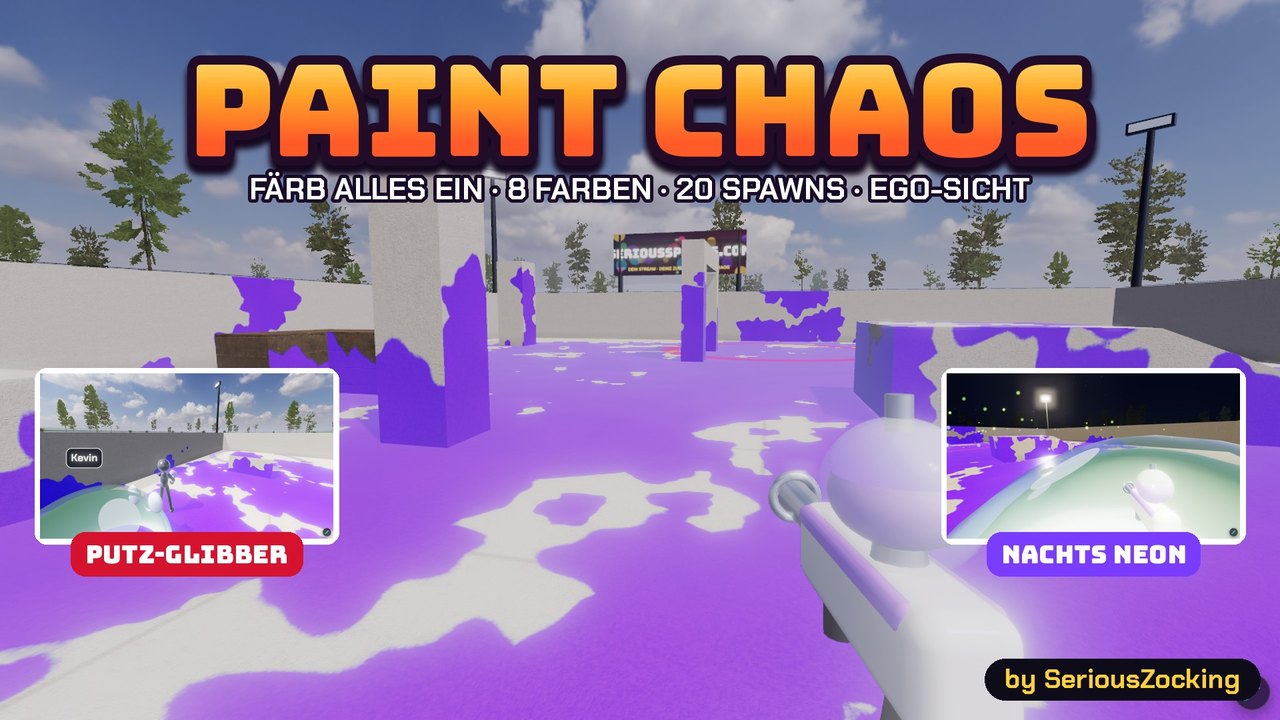 PAINT CHAOS
FÄRB ALLES EIN · 8 FARBEN · 20 SPAWNS · EGO-SICHT
Kevin
PUTZ-GLIBBER
NACHTS NEON
by SeriousZocking